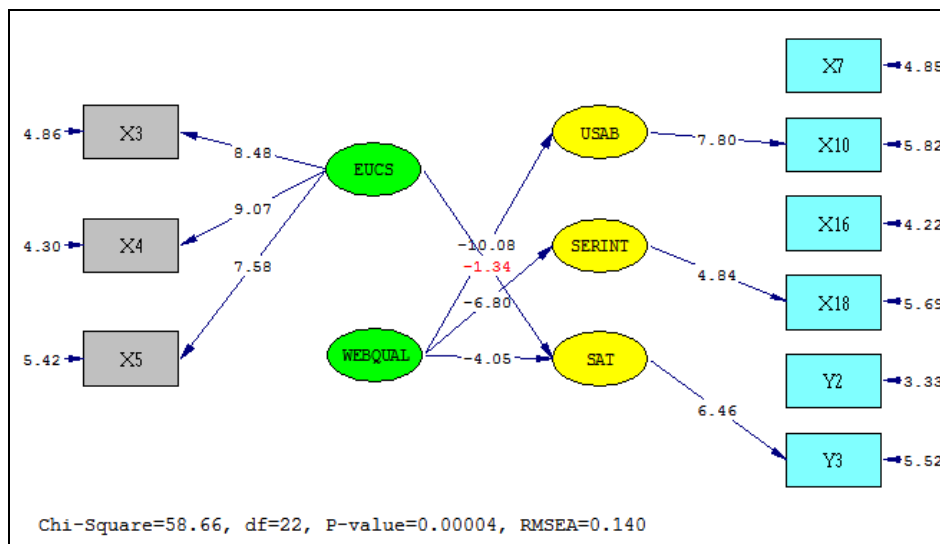 X7
4.85
4.86
X3
8.48
EUCS
USAB
7.80
X10
5.82
9.07
4.30
X4
7.58
-10.08
-1.34
-6.80
SERINT
4.84
X16
4.22
X18
5.69
5.42
X5
WEBQUAL
-4.05
SAT
6.46
Y2
3.33
Y3
5.52
Chi-Square=58.66, df=22, P-value=0.00004, RMSEA=0.140